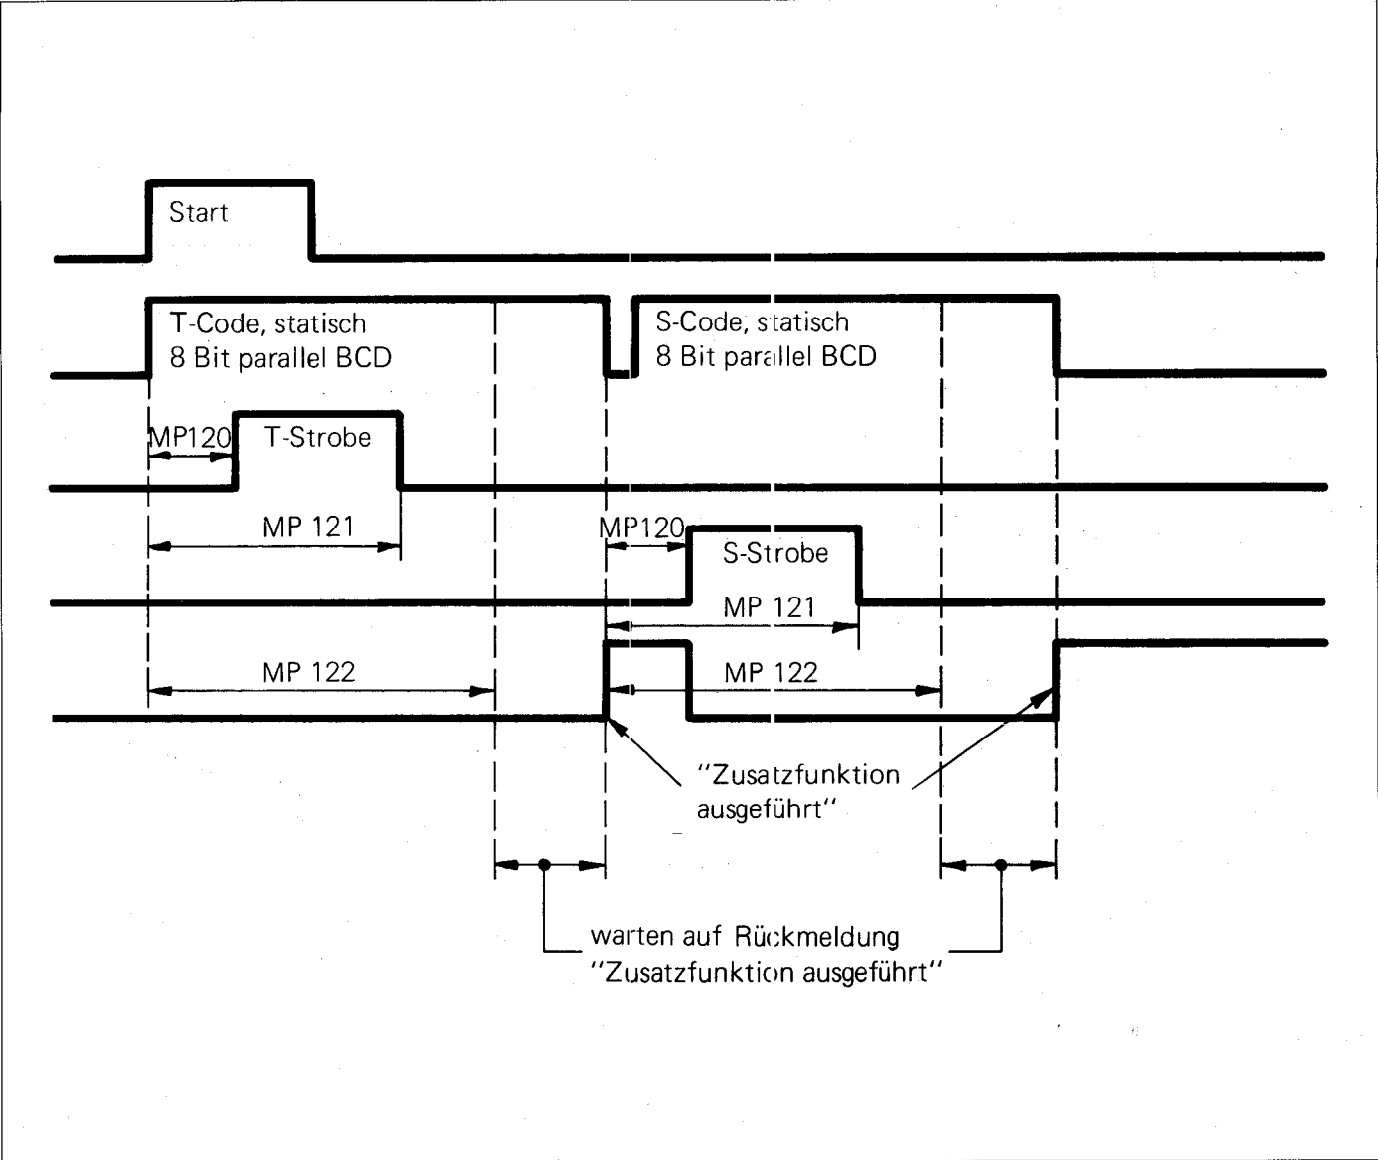 Start
T-Code, statisch
8 Bit parallel BCD
S-Code, statisch
8 Bit parallel BCD
MP120
T-Strobe
MP 121
MP120
S-Strobe
MP 121
MP 122
MP 122
"Zusatzfunktion
ausgeführt"
warten auf Rückmeldung
"Zusatzfunktion ausgeführt"